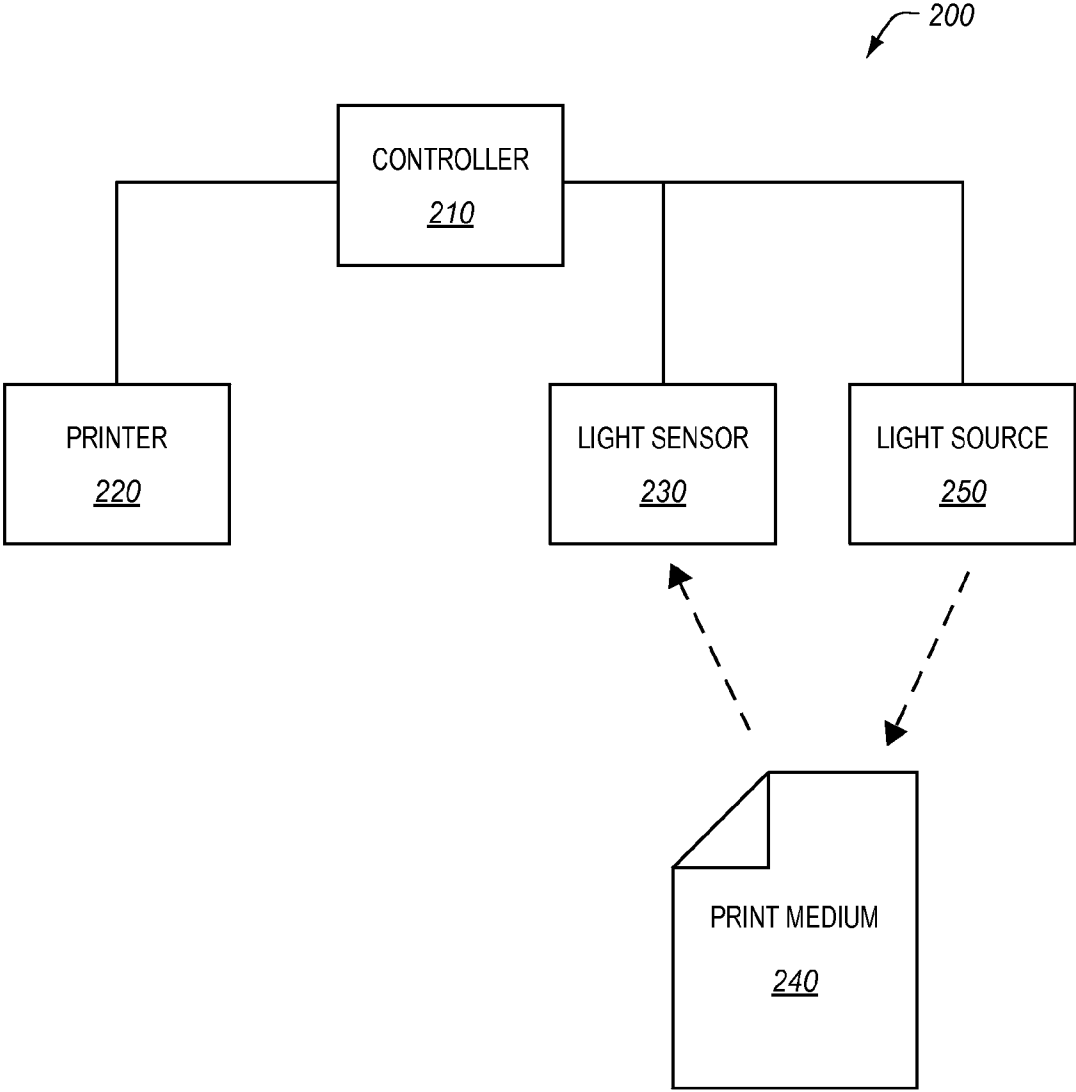 200
CONTROLLER
210
PRINTER
220
LIGHT SENSOR
230
LIGHT SOURCE
250
PRINT MEDIUM
240